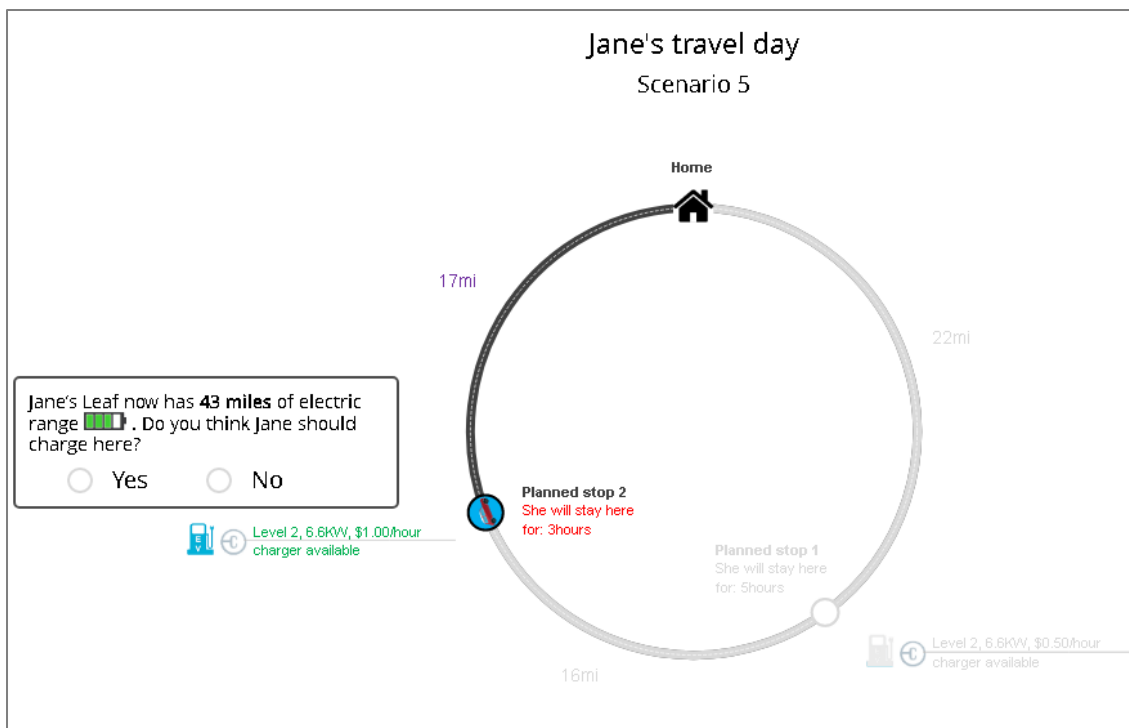 Jane's travel day
Scenario 5
Home
17mi
22mi
Jane's Leaf now has 43 miles of electric
range . Do you think Jane should
charge here?
Yes No
Planned stop 2
She will stay here
for: 3hours
EV
Level 2, 6.6KW, $1.00/hour
charger available
Planned stop 1
She will stay here
for: 5hours
Level 2, 6.6KW, $0.50/hour
charger available
16mi